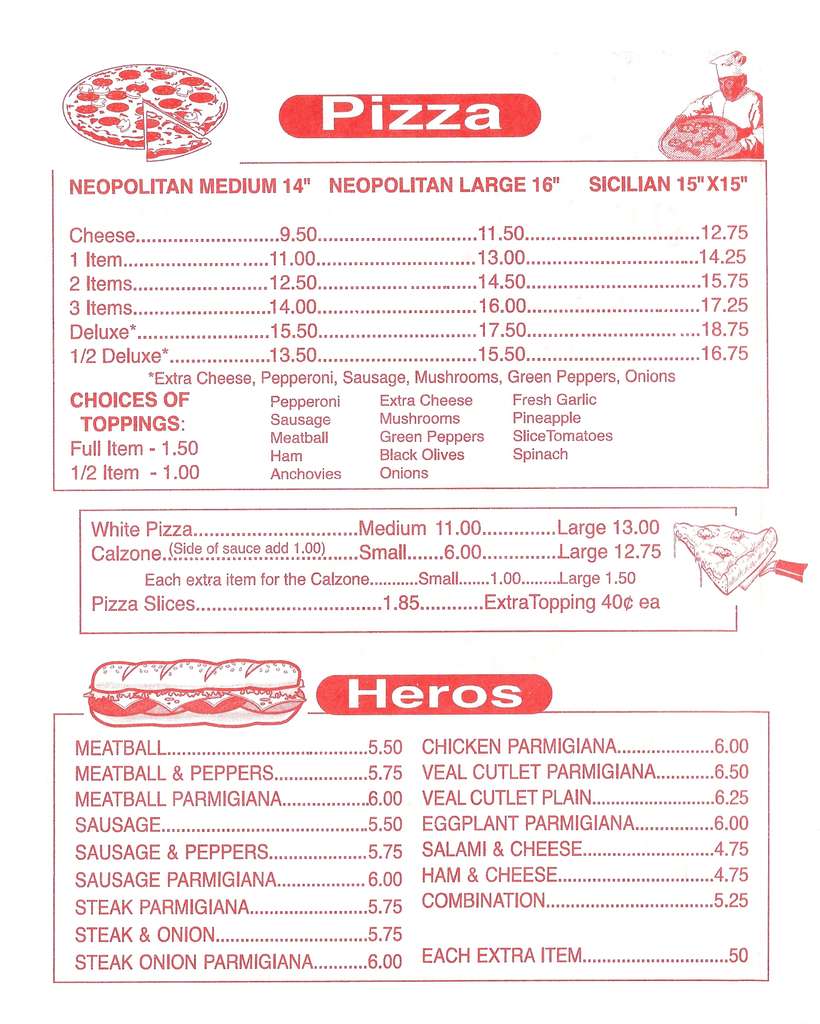 Pizza
NEOPOLITAN MEDIUM 14" NEOPOLITAN LARGE 16" SICILIAN 15"X15"
Cheese..................9.50..................11.50..................12.75
1 Item..................11.00..................13.00..................14.25
2 Items..................12.50..................14.50..................15.75
3 Items..................14.00..................16.00..................17.25
Deluxe*..................15.50..................17.50..................18.75
1/2 Deluxe*..................13.50..................15.50..................16.75
*Extra Cheese, Pepperoni, Sausage, Mushrooms, Green Peppers, Onions
CHOICES OF TOPPINGS:
Full Item - 1.50
1/2 Item - 1.00
Pepperoni
Sausage
Meatball
Ham
Anchovies
Extra Cheese
Mushrooms
Green Peppers
Black Olives
Onions
Fresh Garlic
Pineapple
SliceTomatoes
Spinach
White Pizza..................Medium 11.00...............Large 13.00
Calzone..(Side of sauce add 1.00).......Small.......6.00...............Large 12.75
Each extra item for the Calzone...........Small.......1.00.........Large 1.50
Pizza Slices..................1.85............ExtraTopping 40¢ ea
Heros
MEATBALL..................5.50
MEATBALL & PEPPERS..................5.75
MEATBALL PARMIGIANA..................6.00
SAUSAGE..................5.50
SAUSAGE & PEPPERS..................5.75
SAUSAGE PARMIGIANA..................6.00
STEAK PARMIGIANA..................5.75
STEAK & ONION..................5.75
STEAK ONION PARMIGIANA...........6.00
CHICKEN PARMIGIANA..................6.00
VEAL CUTLET PARMIGIANA...........6.50
VEAL CUTLET PLAIN..................6.25
EGGPLANT PARMIGIANA...............6.00
SALAMI & CHEESE..................4.75
HAM & CHEESE..................4.75
COMBINATION..................5.25
EACH EXTRA ITEM..................50